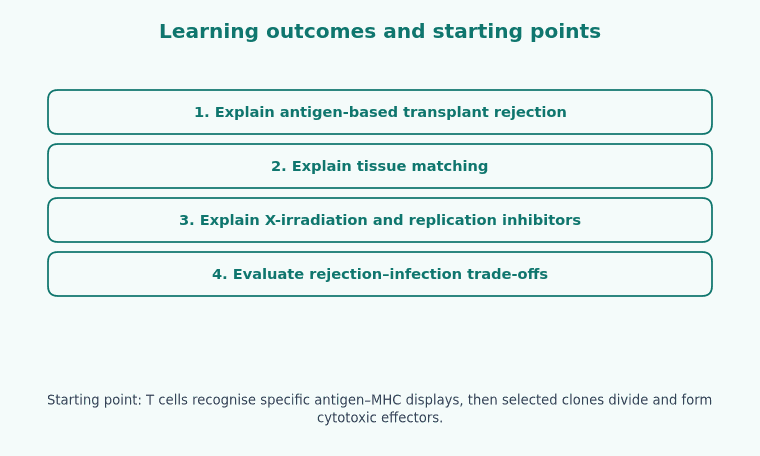 Learning outcomes and starting points
1. Explain antigen-based transplant rejection
2. Explain tissue matching
3. Explain X-irradiation and replication inhibitors
4. Evaluate rejection–infection trade-offs
Starting point: T cells recognise specific antigen–MHC displays, then selected clones divide and form
cytotoxic effectors.